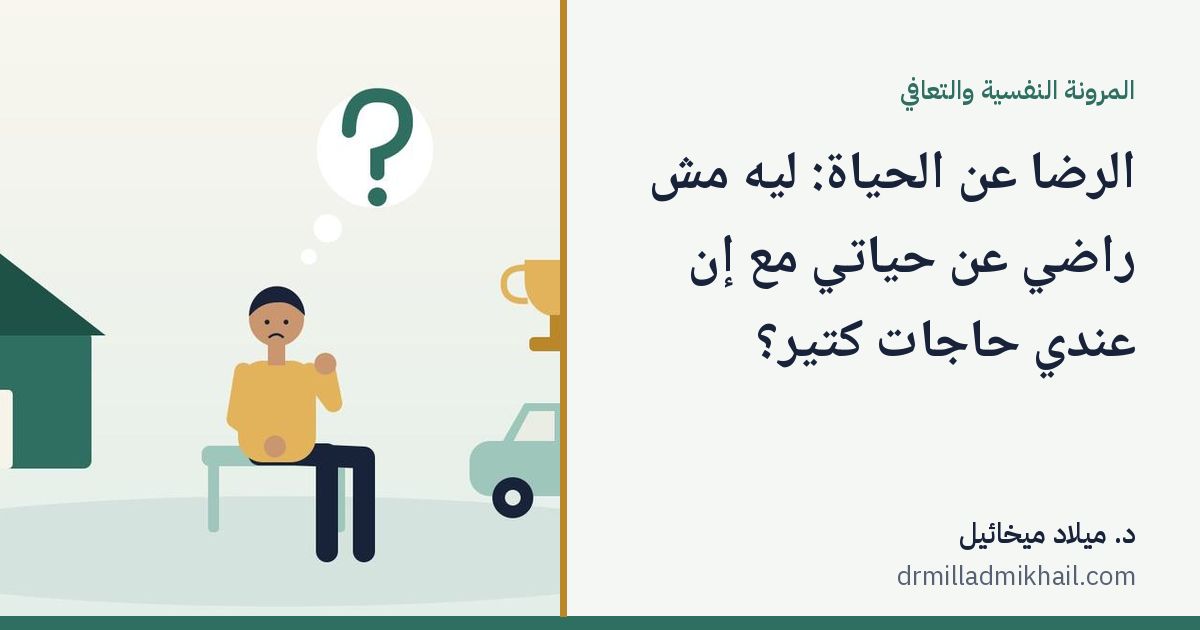 المرونة النفسية والتعافي
الرضا عن الحياة: ليه مش
راضي عن حياتي مع إن
عندي حاجات كتير؟
د. ميلاد ميخائيل
drmilladmikhail.com
?